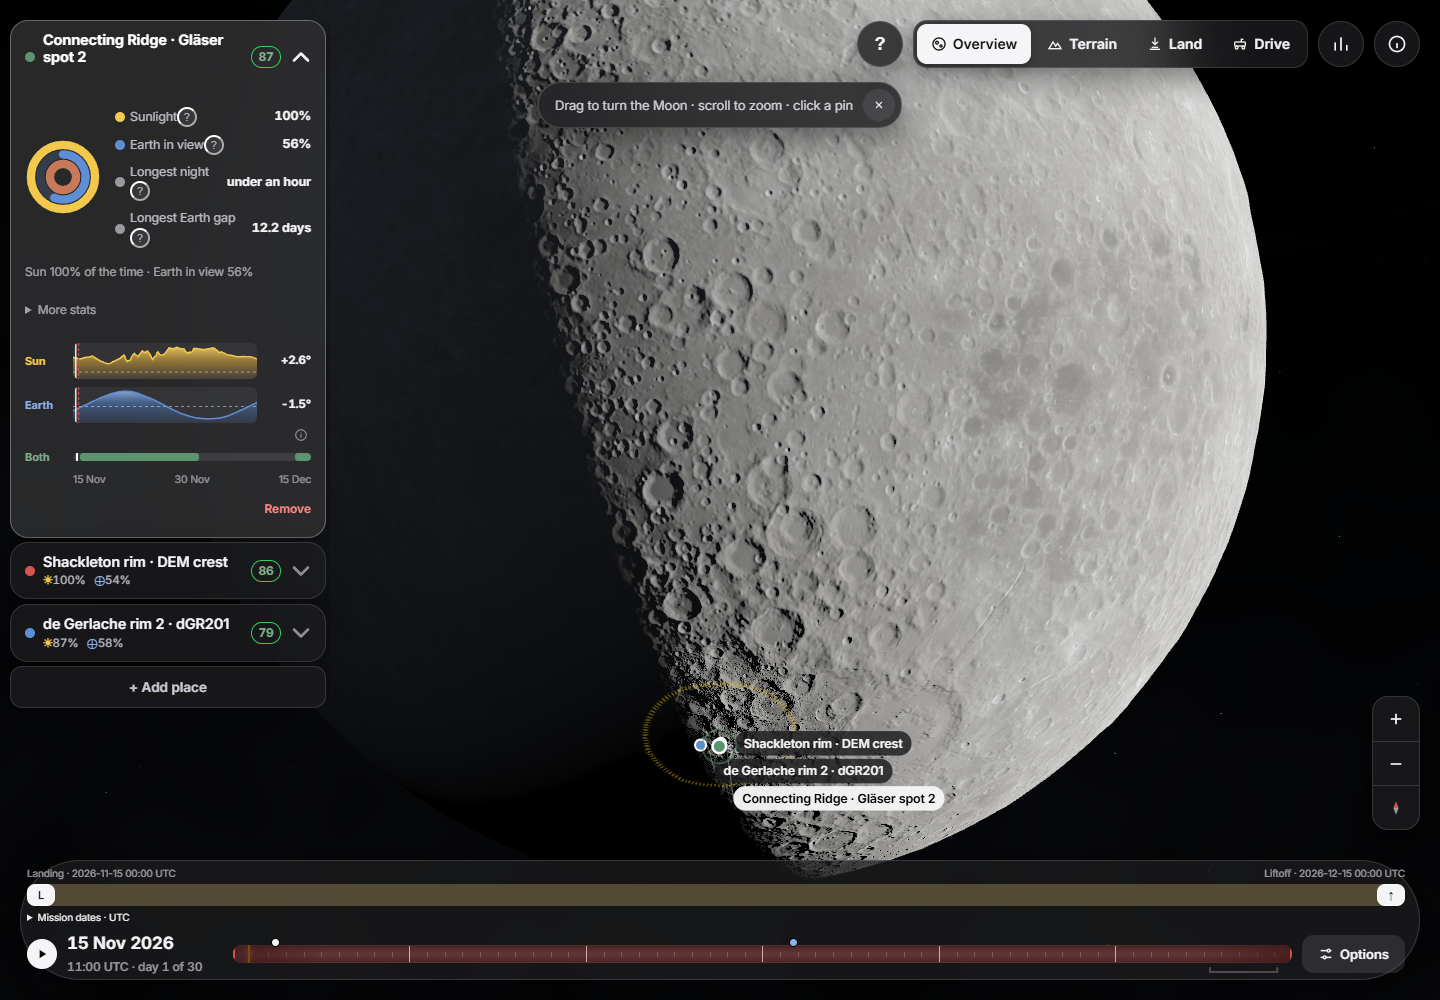 Connecting Ridge · Gläser spot 2
87
Sunlight ? 100%
Earth in view ? 56%
Longest night ? under an hour
Longest Earth gap ? 12.2 days
Sun 100% of the time · Earth in view 56%
More stats
Sun +2.6°
Earth -1.5°
Both
15 Nov 30 Nov 15 Dec
Remove
Shackleton rim · DEM crest
100% 54%
86
de Gerlache rim 2 · dGR201
87% 58%
79
+ Add place
?
Overview
Terrain
Land
Drive
Drag to turn the Moon · scroll to zoom · click a pin ×
Shackleton rim · DEM crest
de Gerlache rim 2 · dGR201
Connecting Ridge · Gläser spot 2
+
−
Landing · 2026-11-15 00:00 UTC
Liftoff · 2026-12-15 00:00 UTC
L ↑
Mission dates · UTC
15 Nov 2026
11:00 UTC · day 1 of 30
Options